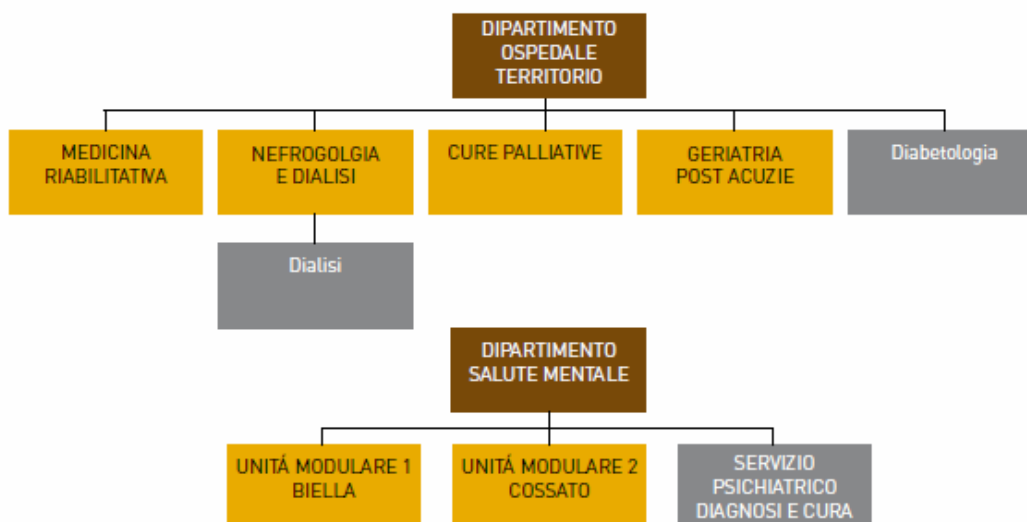 DIPARTIMENTO
OSPEDALE
TERRITORIO
MEDICINA
RIABILITATIVA
NEFROGOLGIA
E DIALISI
CURE PALLIATIVE
GERIATRIA
POST ACUZIE
Diabetologia
Dialisi
DIPARTIMENTO
SALUTE MENTALE
UNITÁ MODULARE 1
BIELLA
UNITÁ MODULARE 2
COSSATO
SERVIZIO
PSICHIATRICO
DIAGNOSI E CURA